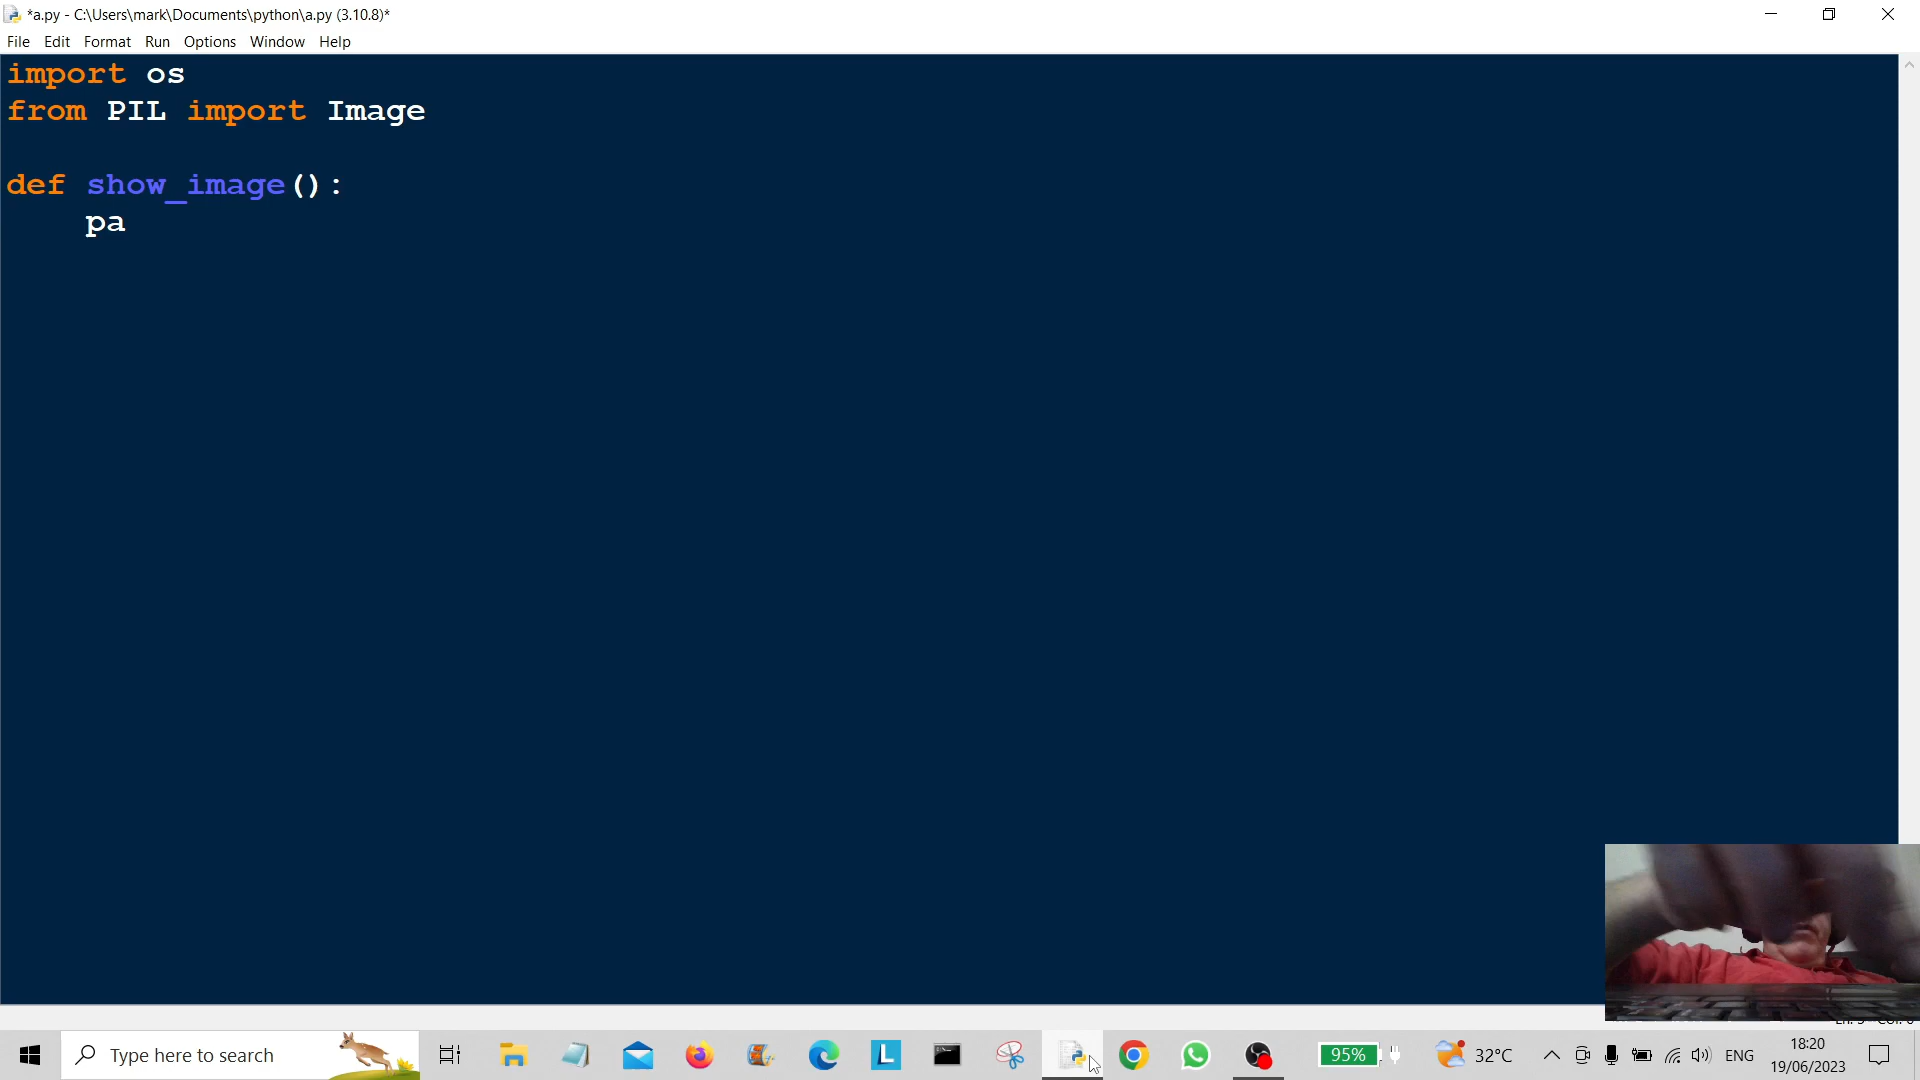 *a.py - C:\Users\mark\Documents\python\a.py (3.10.8)*
File Edit Format Run Options Window Help
import os
from PIL import Image
def show_image():
pa
Type here to search
L
95%
32°C
ENG
18:20
19/06/2023